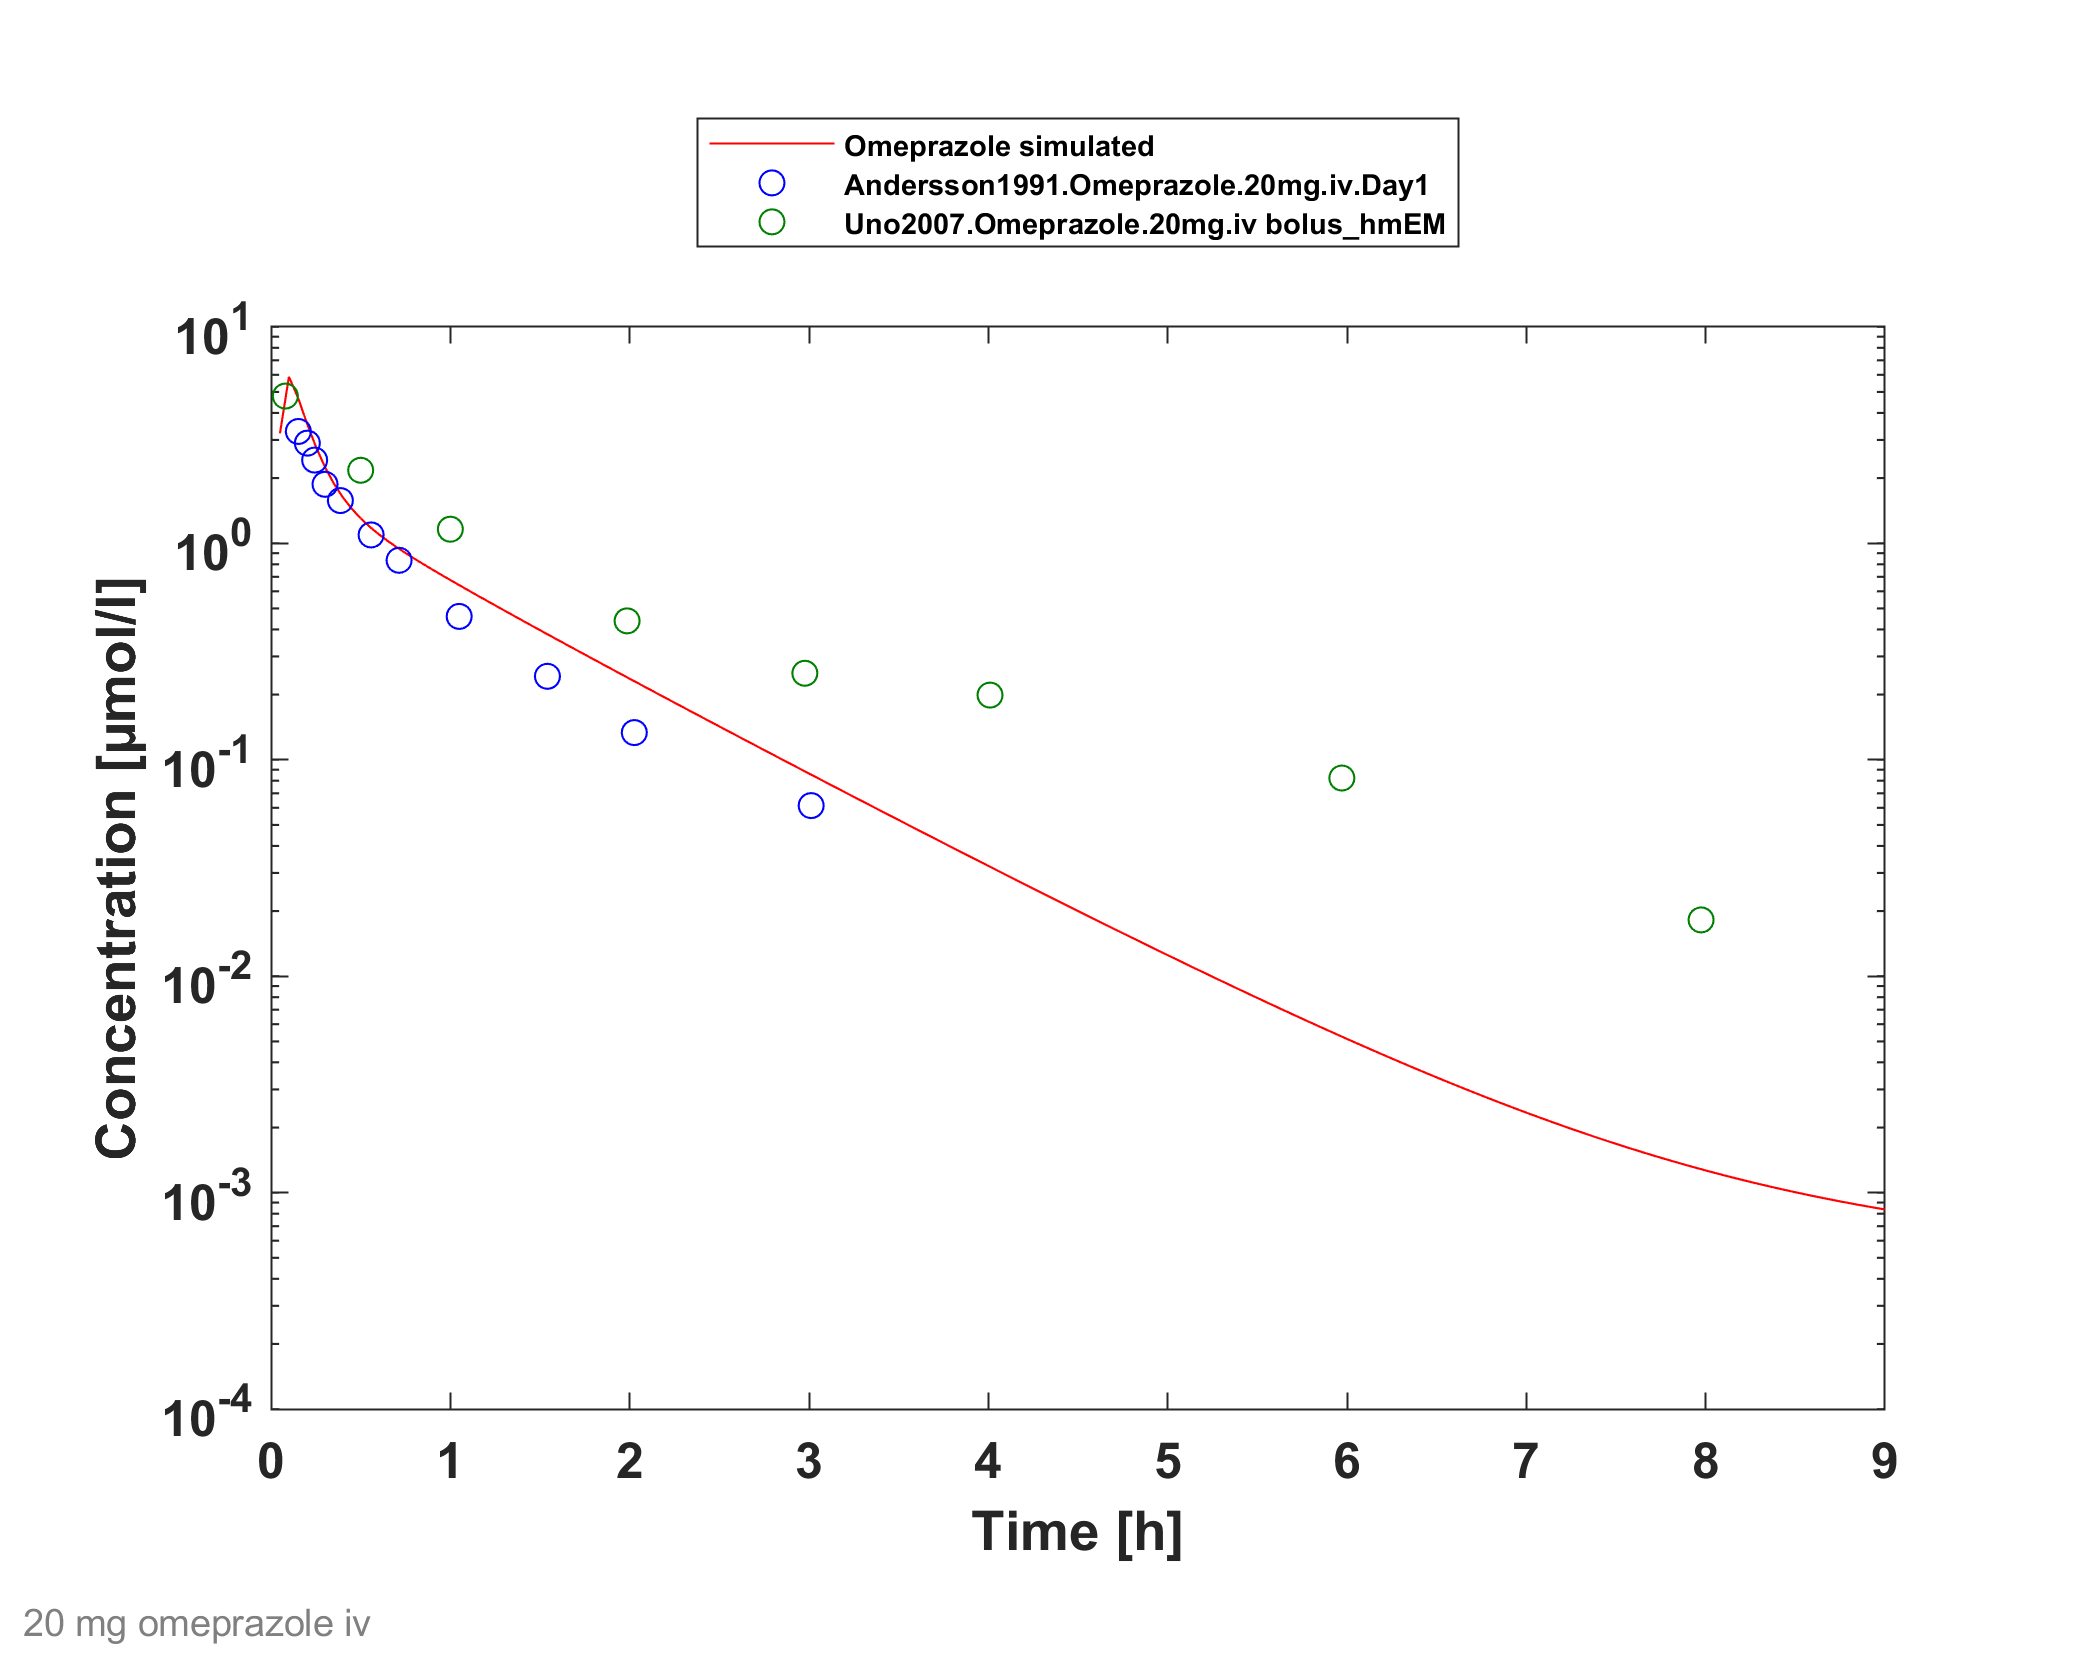 Omeprazole simulated
Andersson1991.Omeprazole.20mg.iv.Day1
Uno2007.Omeprazole.20mg.iv bolus_hmEM
10^1
10^0
10^-1
10^-2
10^-3
10^-4
Concentration [µmol/l]
0 1 2 3 4 5 6 7 8 9
Time [h]
20 mg omeprazole iv